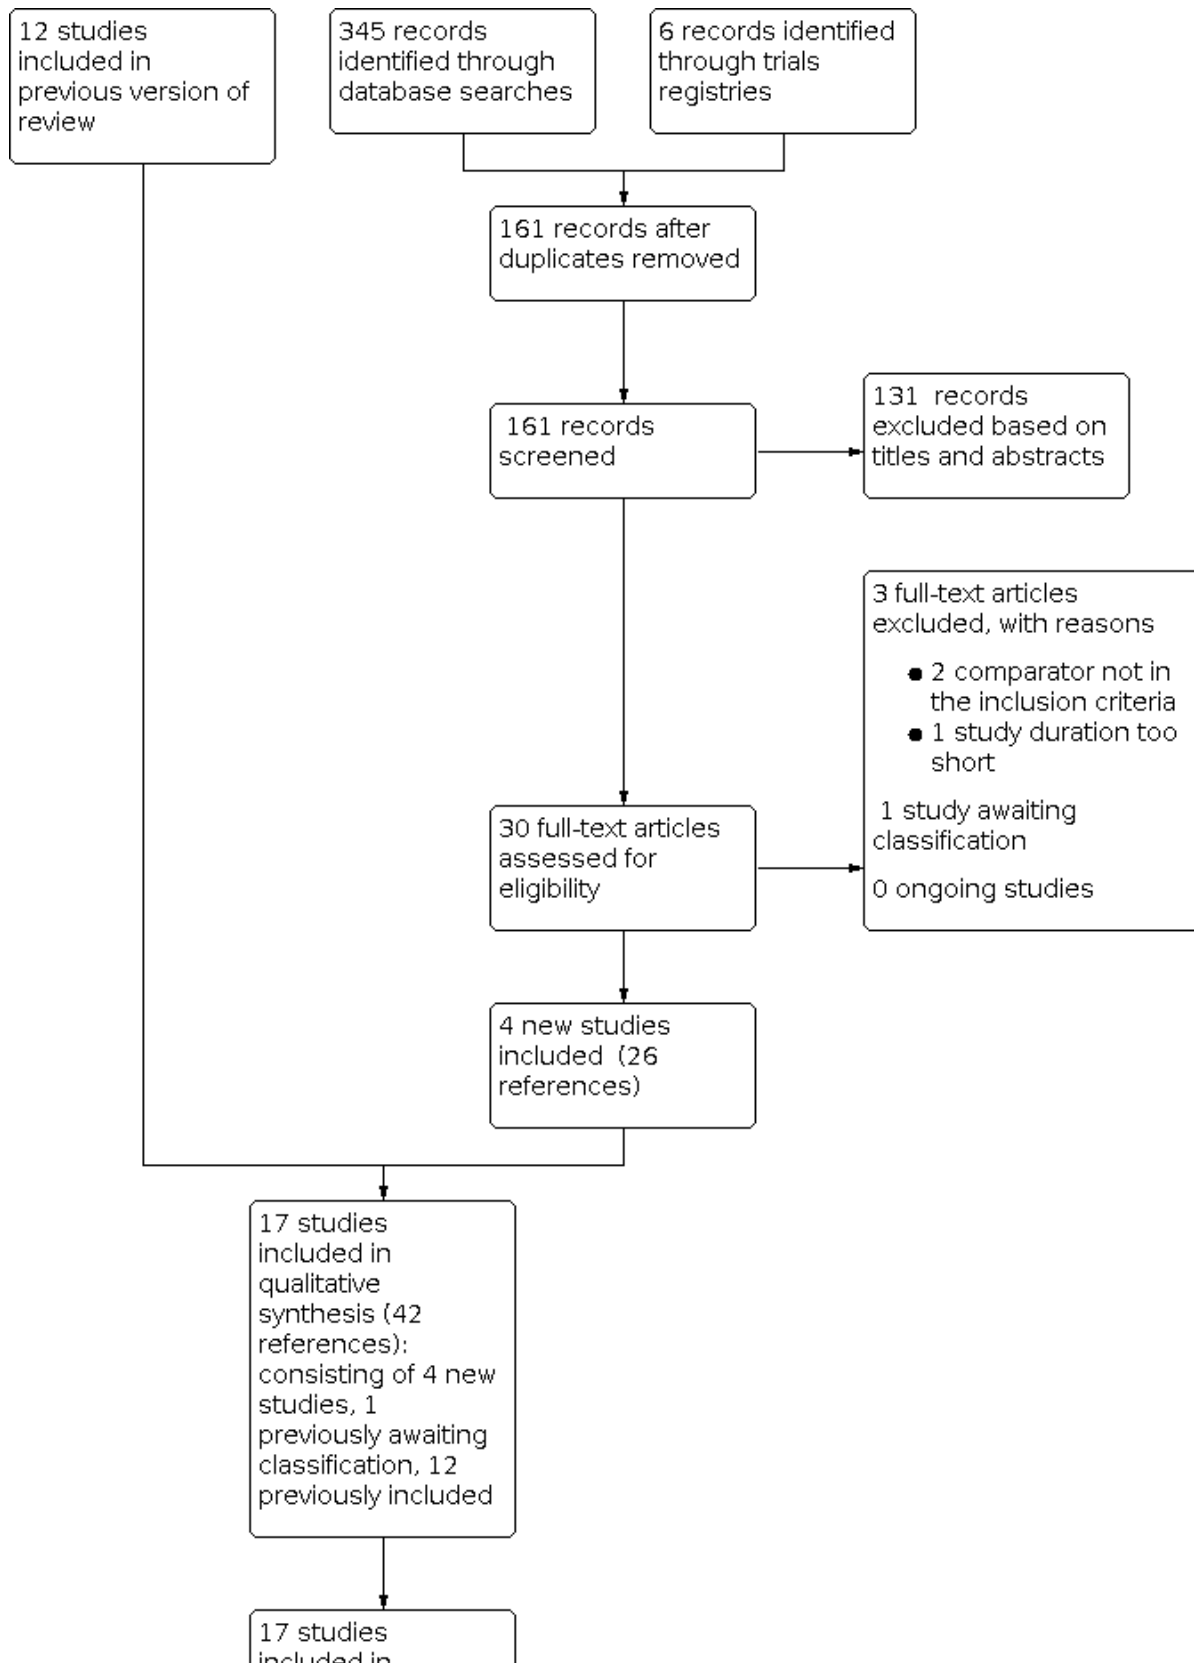 12 studies
included in
previous version of
review
345 records
identified through
database searches
6 records identified
through trials
registries
161 records after
duplicates removed
161 records
screened
131 records
excluded based on
titles and abstracts
3 full-text articles
excluded, with reasons
● 2 comparator not in
the inclusion criteria
● 1 study duration too
short
1 study awaiting
classification
0 ongoing studies
30 full-text articles
assessed for
eligibility
4 new studies
included (26
references)
17 studies
included in
qualitative
synthesis (42
references):
consisting of 4 new
studies, 1
previously awaiting
classification, 12
previously included
17 studies
included in